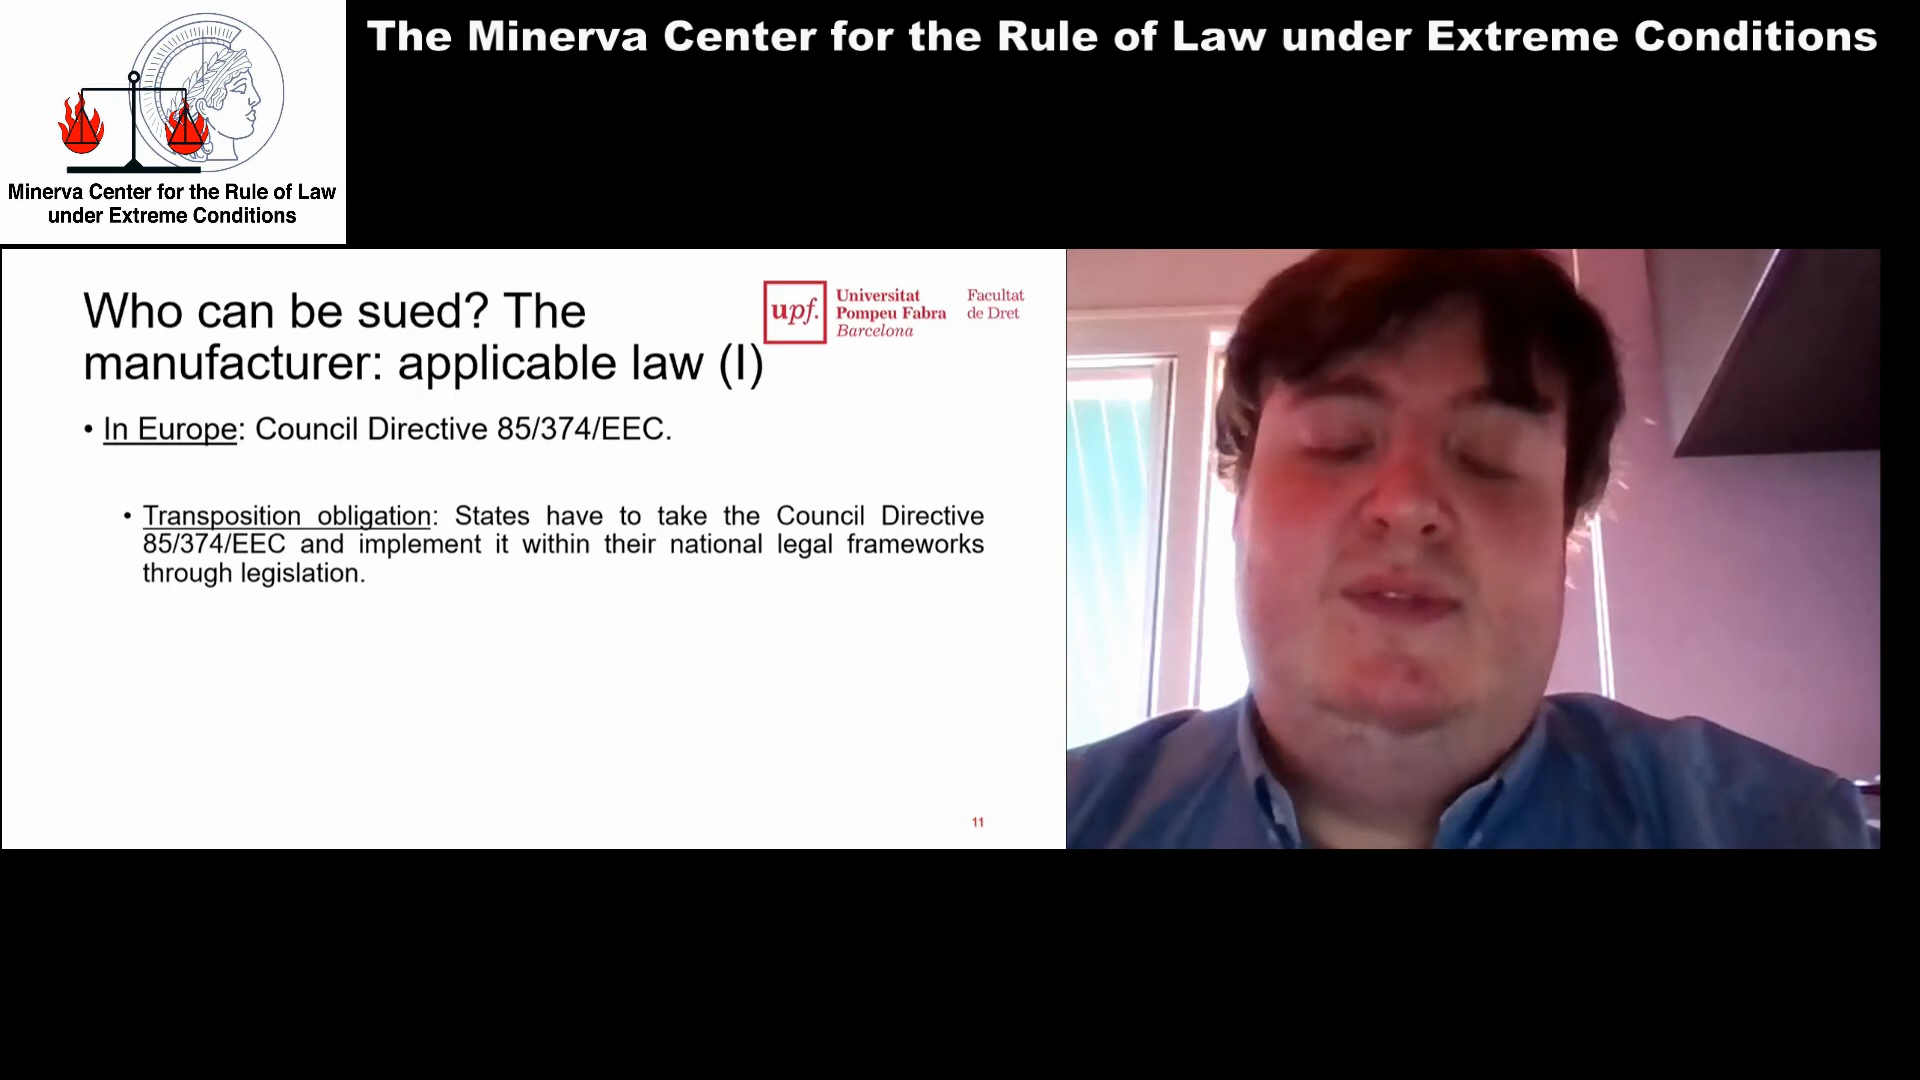 The Minerva Center for the Rule of Law under Extreme Conditions
Minerva Center for the Rule of Law
under Extreme Conditions
Who can be sued? The
manufacturer: applicable law (I)
upf.
Universitat
Pompeu Fabra
Barcelona
Facultat
de Dret
• In Europe: Council Directive 85/374/EEC.
• Transposition obligation: States have to take the Council Directive
85/374/EEC and implement it within their national legal frameworks
through legislation.
11